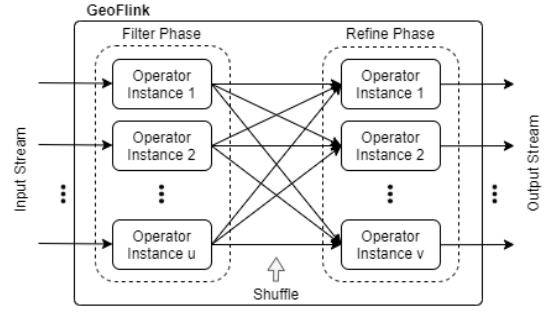 GeoFlink
Filter Phase
Refine Phase
Operator
Instance 1
Operator
Instance 1
Operator
Instance 2
Operator
Instance 2
Operator
Instance u
Operator
Instance v
Input Stream
Output Stream
Shuffle